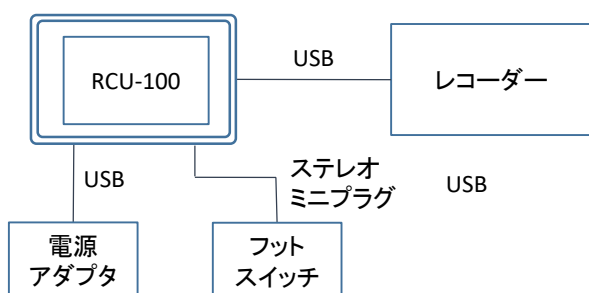 RCU-100
USB
レコーダー
USB
ステレオ
ミニプラグ
USB
電源
アダプタ
フット
スイッチ